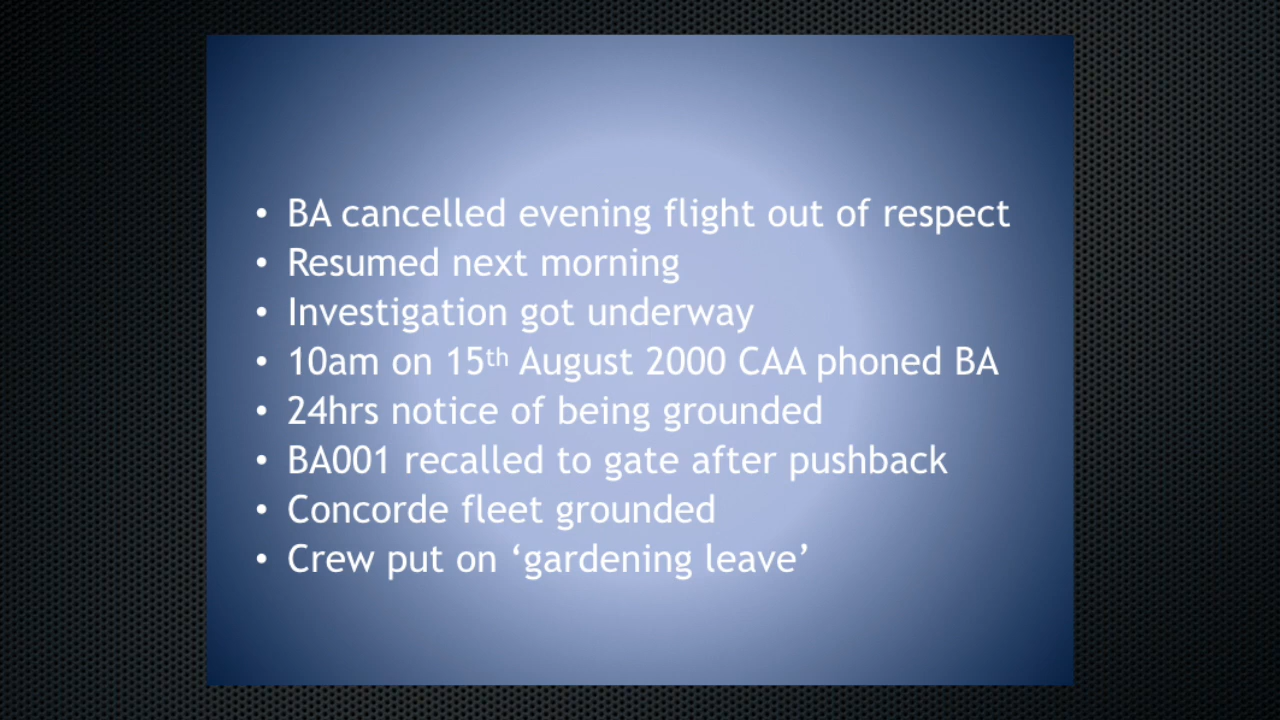 • BA cancelled evening flight out of respect
• Resumed next morning
• Investigation got underway
• 10am on 15th August 2000 CAA phoned BA
• 24hrs notice of being grounded
• BA001 recalled to gate after pushback
• Concorde fleet grounded
• Crew put on ‘gardening leave’